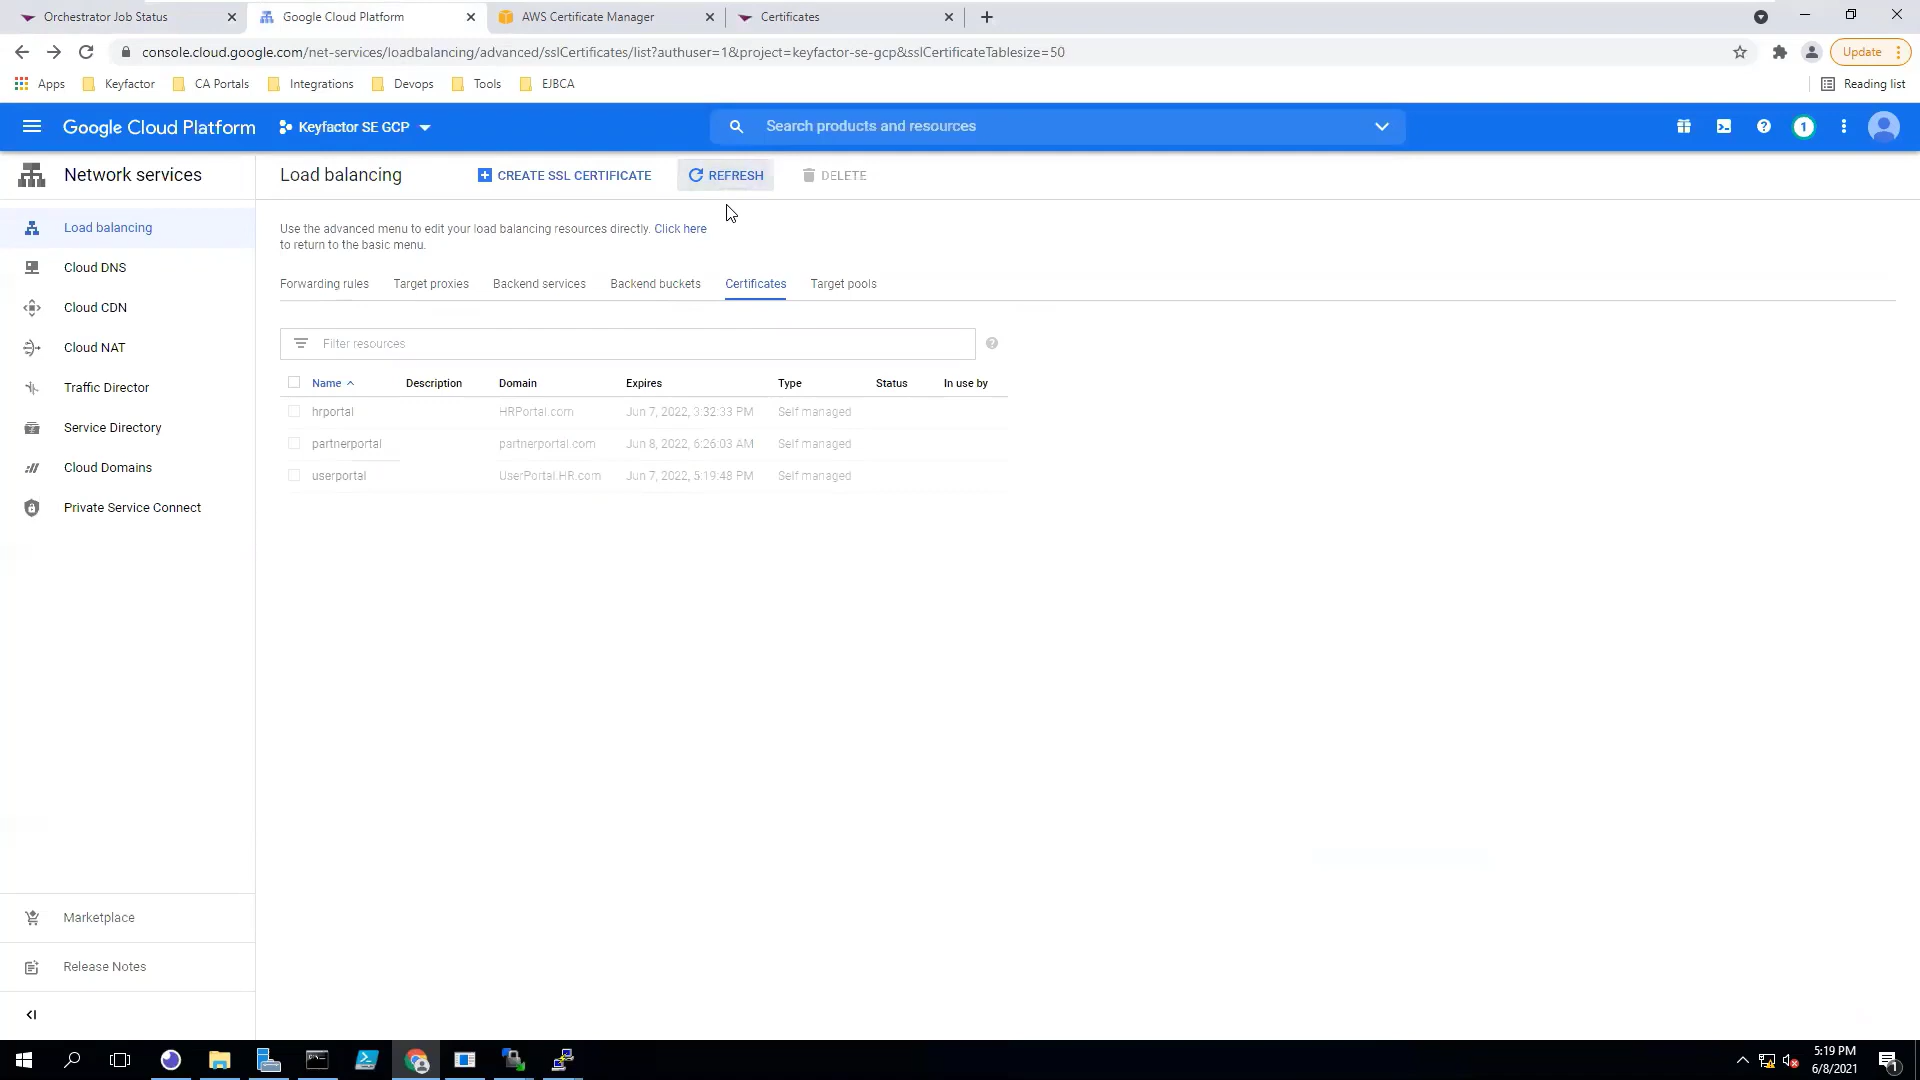 Orchestrator Job Status
Google Cloud Platform
AWS Certificate Manager
Certificates
console.cloud.google.com/net-services/loadbalancing/advanced/sslCertificates/list?authuser=1&project=keyfactor-se-gcp&sslCertificateTablesize=50
Update
Apps
Keyfactor
CA Portals
Integrations
Devops
Tools
EJBCA
Reading list
Google Cloud Platform
Keyfactor SE GCP
Search products and resources
1
Network services
Load balancing
CREATE SSL CERTIFICATE
REFRESH
DELETE
Load balancing
Cloud DNS
Cloud CDN
Cloud NAT
Traffic Director
Service Directory
Cloud Domains
Private Service Connect
Marketplace
Release Notes
Use the advanced menu to edit your load balancing resources directly. Click here
to return to the basic menu.
Forwarding rules
Target proxies
Backend services
Backend buckets
Certificates
Target pools
Filter resources
Name Description Domain Expires Type Status In use by
hrportal HRPortal.com Jun 7, 2022, 3:32:33 PM Self managed
partnerportal partnerportal.com Jun 8, 2022, 6:26:03 AM Self managed
userportal UserPortal.HR.com Jun 7, 2022, 5:19:48 PM Self managed
5:19 PM
6/8/2021
1